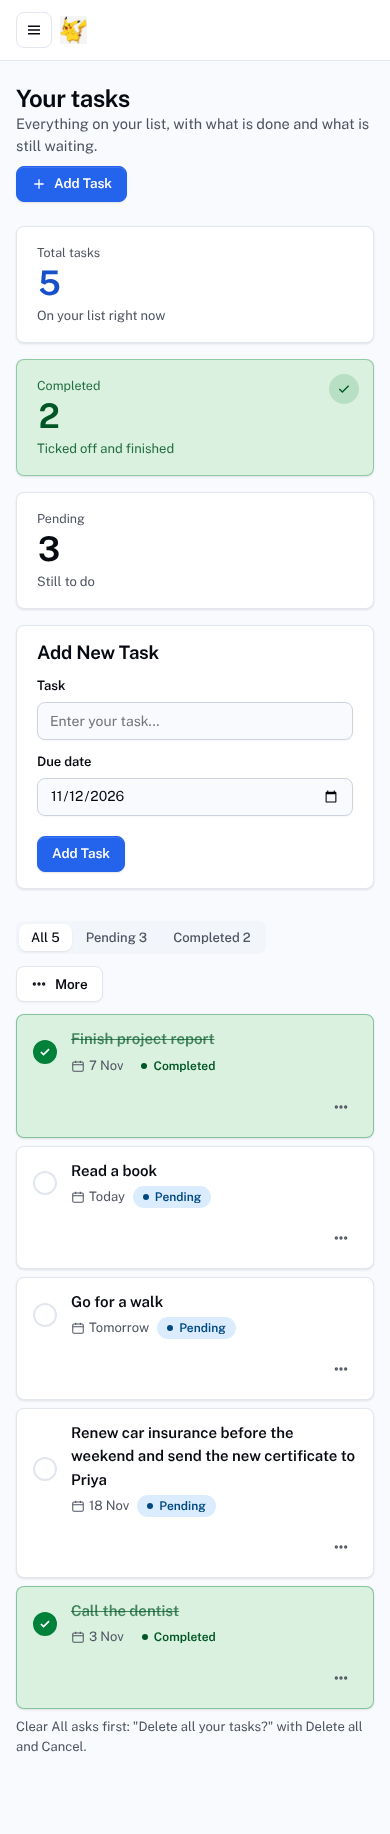 Your tasks
Everything on your list, with what is done and what is
still waiting.
+ Add Task
Total tasks
5
On your list right now
Completed
2
Ticked off and finished
Pending
3
Still to do
Add New Task
Task
Enter your task...
Due date
11/12/2026
Add Task
All 5 Pending 3 Completed 2
••• More
Finish project report
7 Nov • Completed
•••
Read a book
Today • Pending
•••
Go for a walk
Tomorrow • Pending
•••
Renew car insurance before the
weekend and send the new certificate to
Priya
18 Nov • Pending
•••
Call the dentist
3 Nov • Completed
•••
Clear All asks first: "Delete all your tasks?" with Delete all
and Cancel.